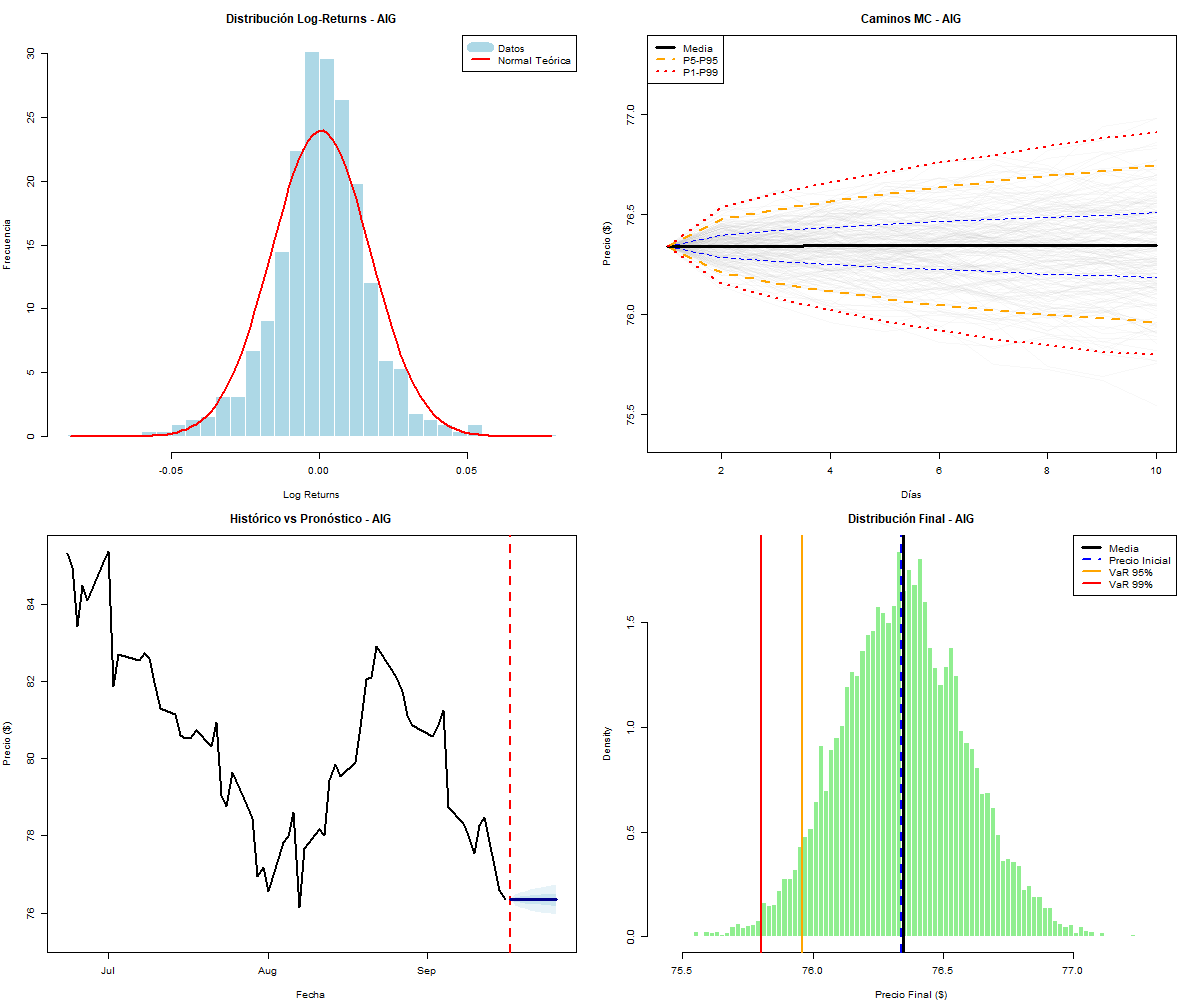 Distribución Log-Returns - AIG
Datos
Normal Teórica
Frecuencia
0
5
10
15
20
25
30
-0.05
0.00
0.05
Log Returns
Caminos MC - AIG
Media
P5-P95
P1-P99
Precio ($)
75.5
76.0
76.5
77.0
2
4
6
8
10
Días
Histórico vs Pronóstico - AIG
Precio ($)
76
78
80
82
84
Jul
Aug
Sep
Fecha
Distribución Final - AIG
Media
Precio Inicial
VaR 95%
VaR 99%
Density
0.0
0.5
1.0
1.5
75.5
76.0
76.5
77.0
Precio Final ($)